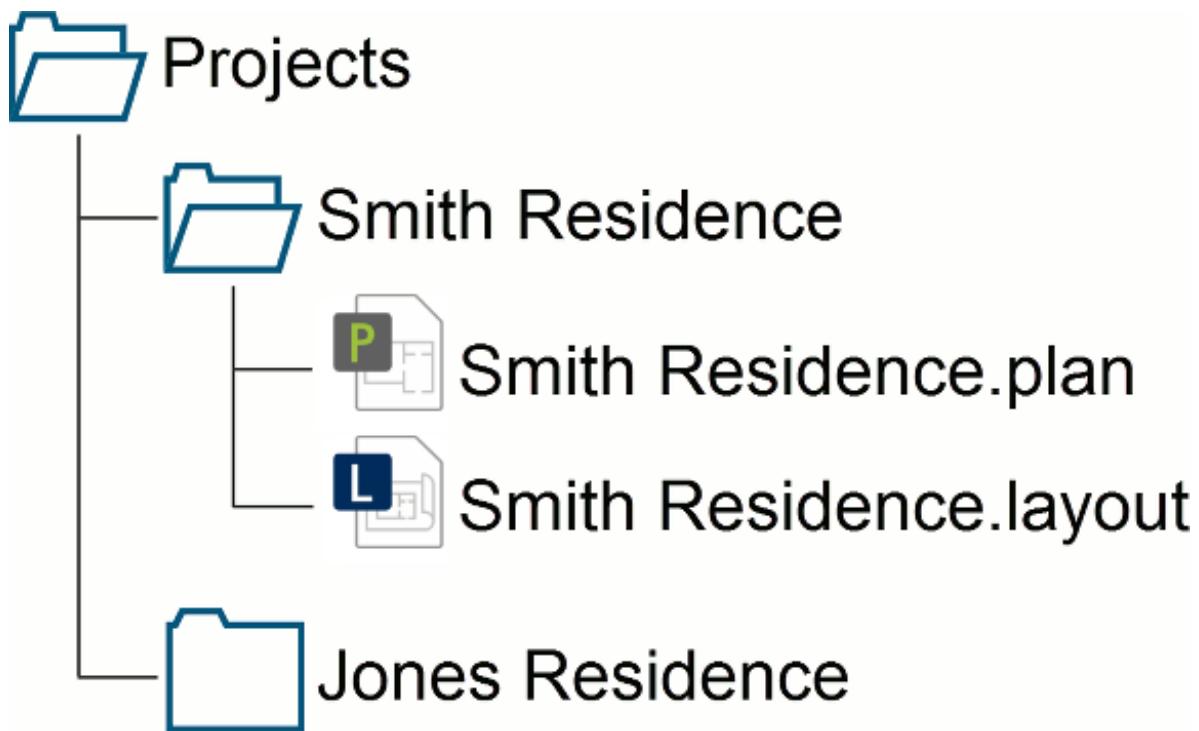 Projects
Smith Residence
P Smith Residence.plan
L Smith Residence.layout
Jones Residence